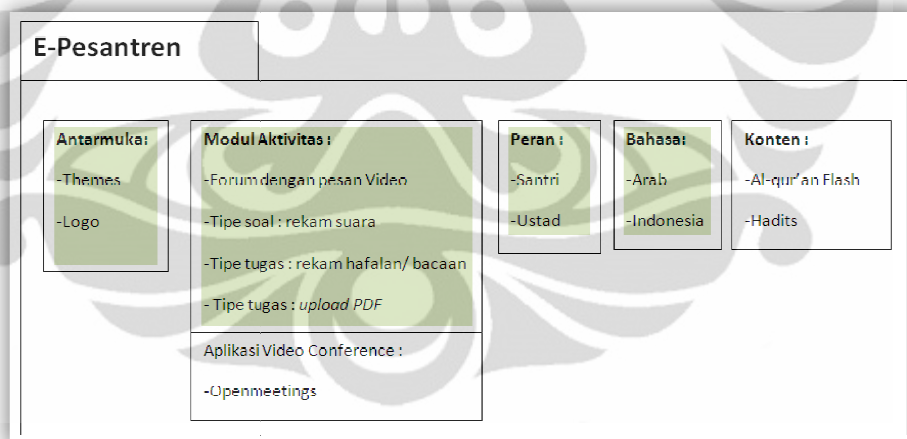 E-Pesantren
Antarmuka:
-Themes
-Logo
Modul Aktivitas :
-Forum dengan pesan Video
-Tipe soal : rekam suara
-Tipe tugas : rekam hafalan/ bacaan
- Tipe tugas : upload PDF
Aplikasi Video Conference :
-Openmeetings
Peran :
-Santri
-Ustad
Bahasa:
-Arab
-Indonesia
Konten :
-Al-qur’an Flash
-Hadits